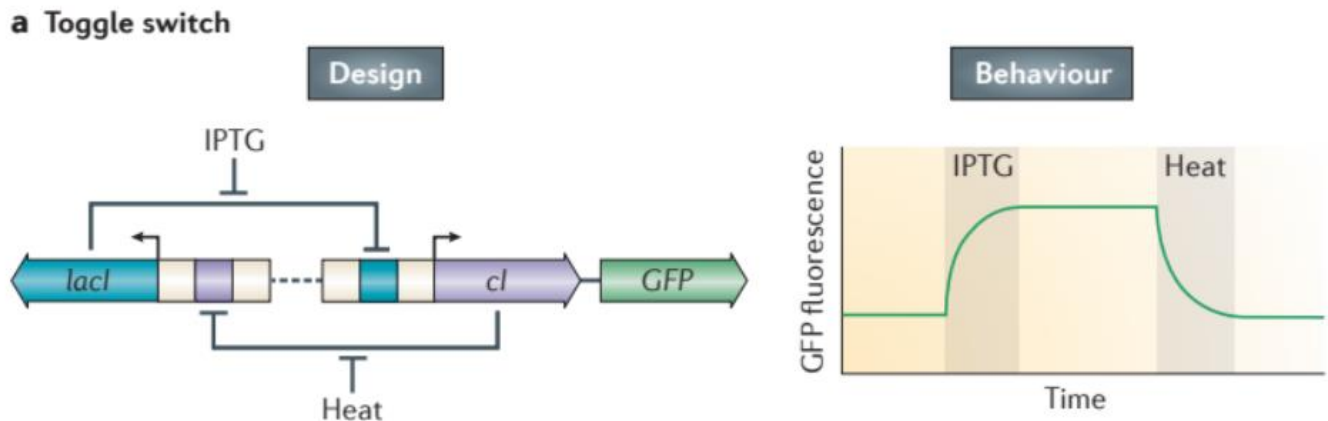 a Toggle switch
Design
IPTG
lacI
cI
GFP
Heat
Behaviour
GFP fluorescence
IPTG
Heat
Time